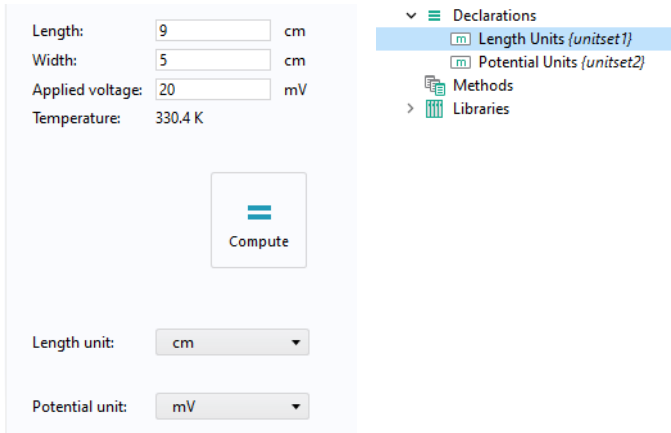 Length: 9 cm
Width: 5 cm
Applied voltage: 20 mV
Temperature: 330.4 K
Compute
Length unit: cm
Potential unit: mV
Declarations
m Length Units {unitset1}
m Potential Units {unitset2}
Methods
Libraries